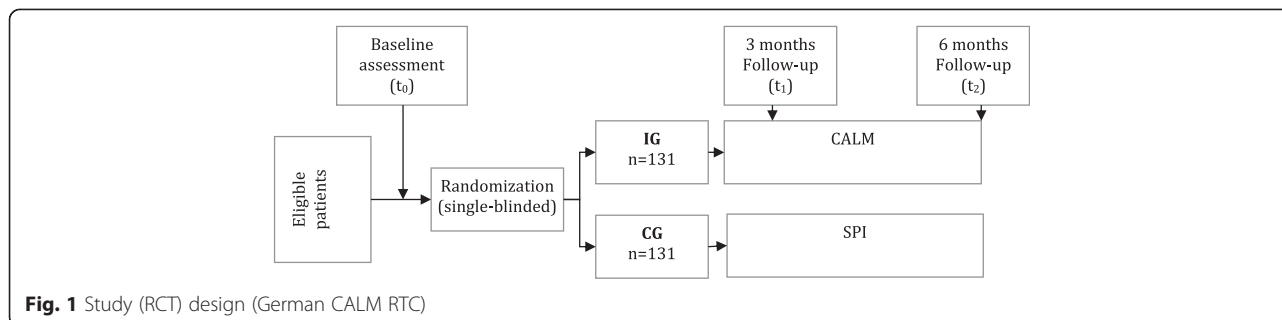 Baseline
assessment
(t₀)
3 months
Follow-up
(t₁)
6 months
Follow-up
(t₂)
Eligible
patients
Randomization
(single-blinded)
IG
n=131
CALM
CG
n=131
SPI
Fig. 1 Study (RCT) design (German CALM RTC)